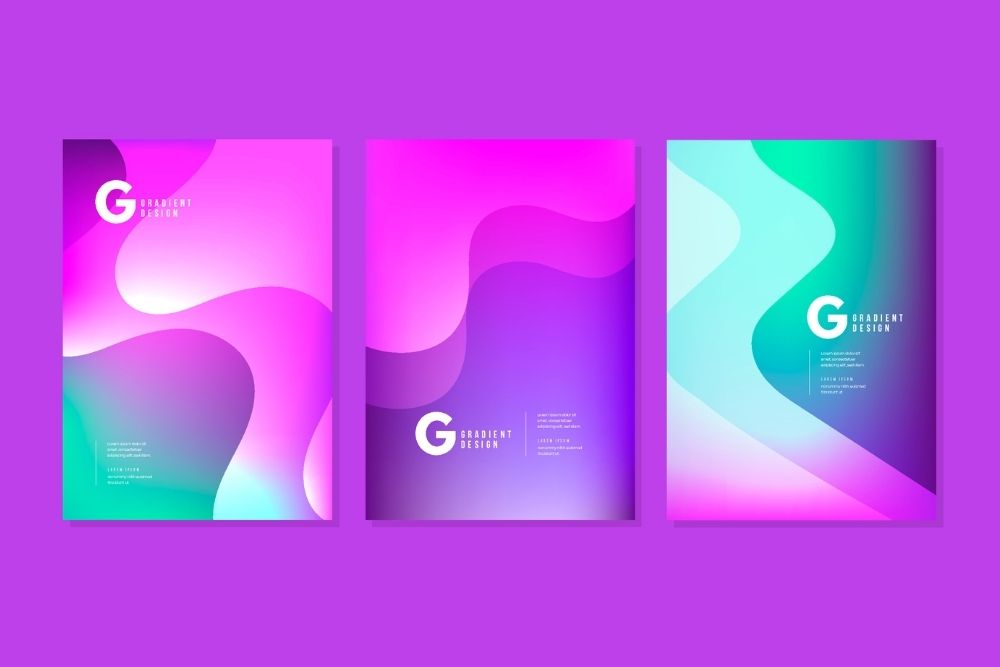 G GRADIENT
DESIGN
Lorem ipsum dolor sit
amet, consectetuer
adipiscing elit, sed diam
LOREM IPSUM
nonummy nibh euismod
tincidunt ut
G GRADIENT
DESIGN
Lorem ipsum dolor sit
amet, consectetuer
adipiscing elit, sed diam
LOREM IPSUM
nonummy nibh euismod
tincidunt ut
G GRADIENT
DESIGN
Lorem ipsum dolor sit
amet, consectetuer
adipiscing elit, sed diam
LOREM IPSUM
nonummy nibh euismod
tincidunt ut